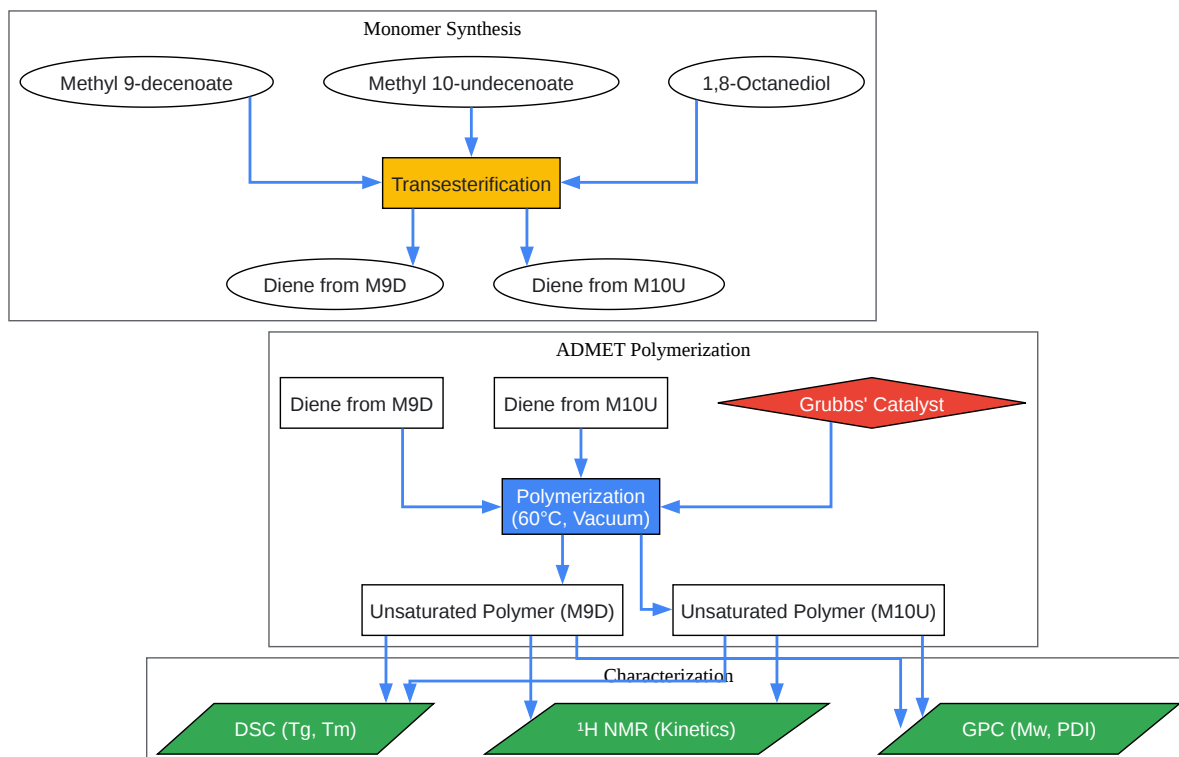 Monomer Synthesis
Methyl 9-decenoate
Methyl 10-undecenoate
1,8-Octanediol
Transesterification
Diene from M9D
Diene from M10U
ADMET Polymerization
Diene from M9D
Diene from M10U
Grubbs' Catalyst
Polymerization
(60°C, Vacuum)
Unsaturated Polymer (M9D)
Unsaturated Polymer (M10U)
Characterization
DSC (Tg, Tm)
¹H NMR (Kinetics)
GPC (Mw, PDI)